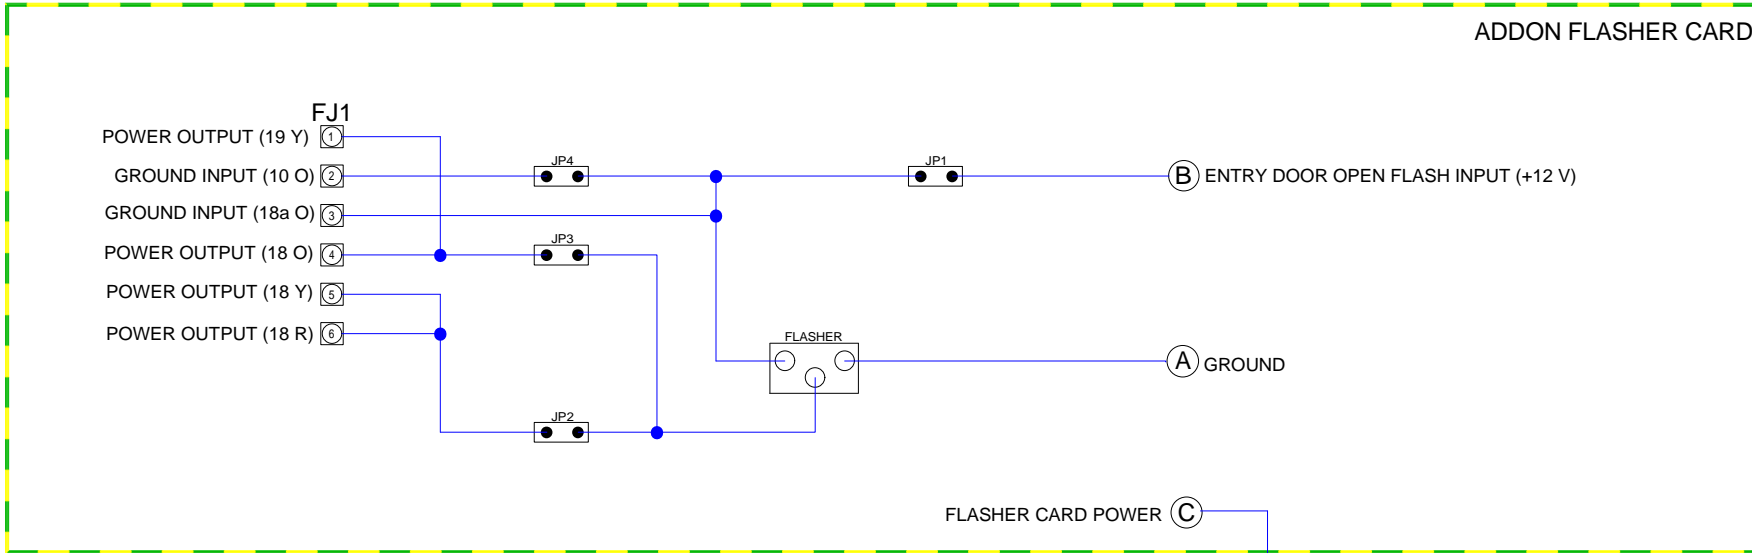 ADDON FLASHER CARD
FJ1
POWER OUTPUT (19 Y) 1
GROUND INPUT (10 O) 2
JP4
JP1
B ENTRY DOOR OPEN FLASH INPUT (+12 V)
GROUND INPUT (18a O) 3
POWER OUTPUT (18 O) 4
JP3
POWER OUTPUT (18 Y) 5
POWER OUTPUT (18 R) 6
FLASHER
A GROUND
JP2
FLASHER CARD POWER C